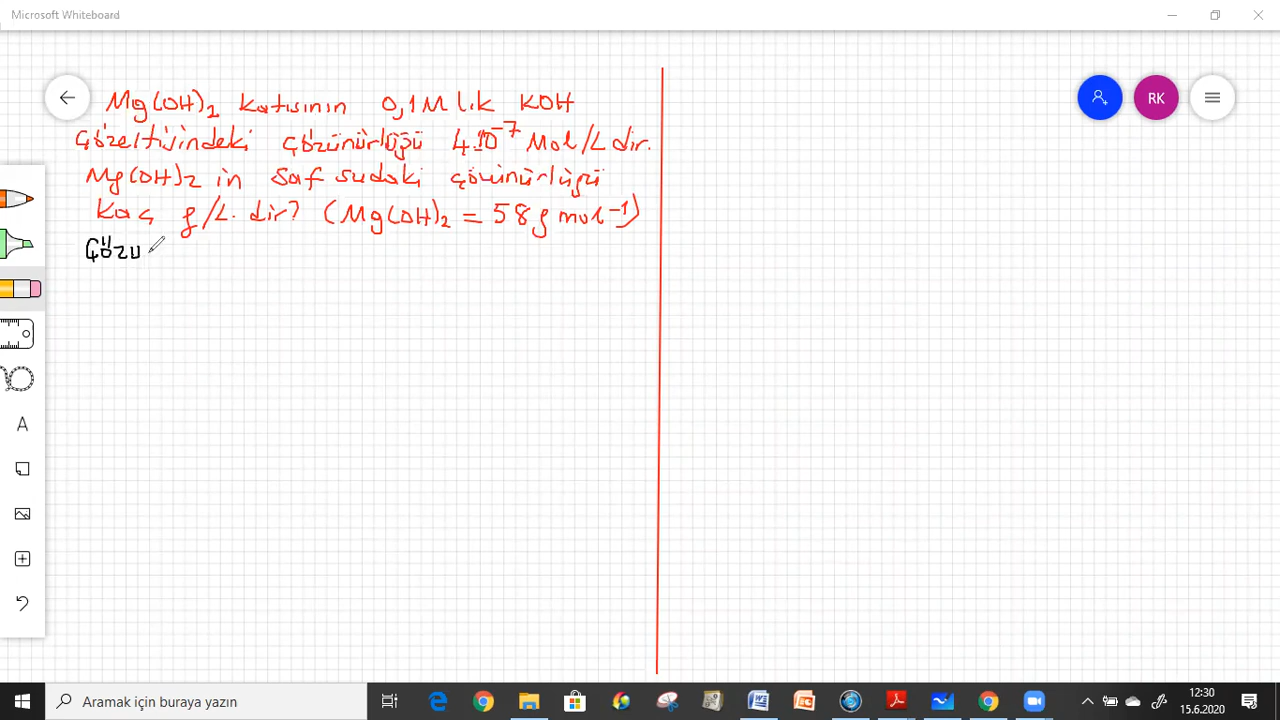 Microsoft Whiteboard
Mg(OH)₂ katısının 0,1M lık KOH
çözeltisindeki çözünürlüğü 4.10⁻⁷ Mol/L dir.
Mg(OH)₂ in saf sudaki çözünürlüğü
kaç g/L. dir? (Mg(OH)₂ = 58g mol⁻¹)
Çözü
RK
A
Aramak için buraya yazın
12:30
15.6.2020